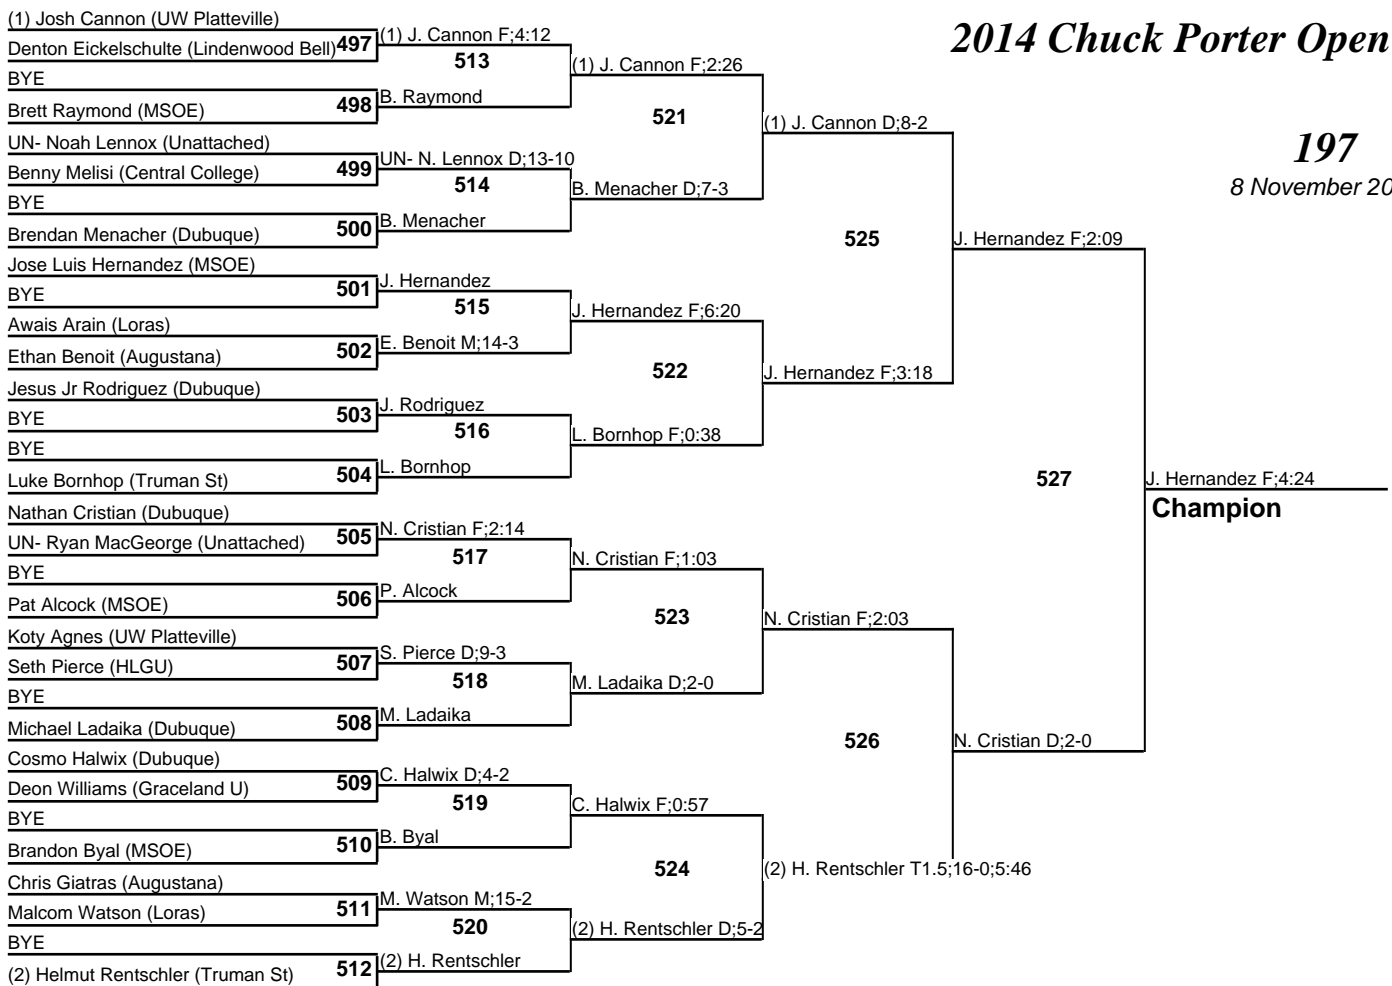 (1) Josh Cannon (UW Platteville)
Denton Eickelschulte (Lindenwood Bell)
BYE
Brett Raymond (MSOE)
UN- Noah Lennox (Unattached)
Benny Melisi (Central College)
BYE
Brendan Menacher (Dubuque)
Jose Luis Hernandez (MSOE)
BYE
Awais Arain (Loras)
Ethan Benoit (Augustana)
Jesus Jr Rodriguez (Dubuque)
BYE
BYE
Luke Bornhop (Truman St)
Nathan Cristian (Dubuque)
UN- Ryan MacGeorge (Unattached)
BYE
Pat Alcock (MSOE)
Koty Agnes (UW Platteville)
Seth Pierce (HLGU)
BYE
Michael Ladaika (Dubuque)
Cosmo Halwix (Dubuque)
Deon Williams (Graceland U)
BYE
Brandon Byal (MSOE)
Chris Giatras (Augustana)
Malcom Watson (Loras)
BYE
(2) Helmut Rentschler (Truman St)
497
498
499
500
501
502
503
504
505
506
507
508
509
510
511
512
(1) J. Cannon F;4:12
513
B. Raymond
UN- N. Lennox D;13-10
514
B. Menacher
J. Hernandez
515
E. Benoit M;14-3
J. Rodriguez
516
L. Bornhop
N. Cristian F;2:14
517
P. Alcock
S. Pierce D;9-3
518
M. Ladaika
C. Halwix D;4-2
519
B. Byal
M. Watson M;15-2
520
(2) H. Rentschler
(1) J. Cannon F;2:26
521
B. Menacher D;7-3
J. Hernandez F;6:20
522
L. Bornhop F;0:38
N. Cristian F;1:03
523
M. Ladaika D;2-0
C. Halwix F;0:57
524
(2) H. Rentschler D;5-2
(1) J. Cannon D;8-2
525
J. Hernandez F;3:18
N. Cristian F;2:03
526
(2) H. Rentschler T1.5;16-0;5:46
J. Hernandez F;2:09
527
N. Cristian D;2-0
J. Hernandez F;4:24
Champion
2014 Chuck Porter Open
197
8 November 20